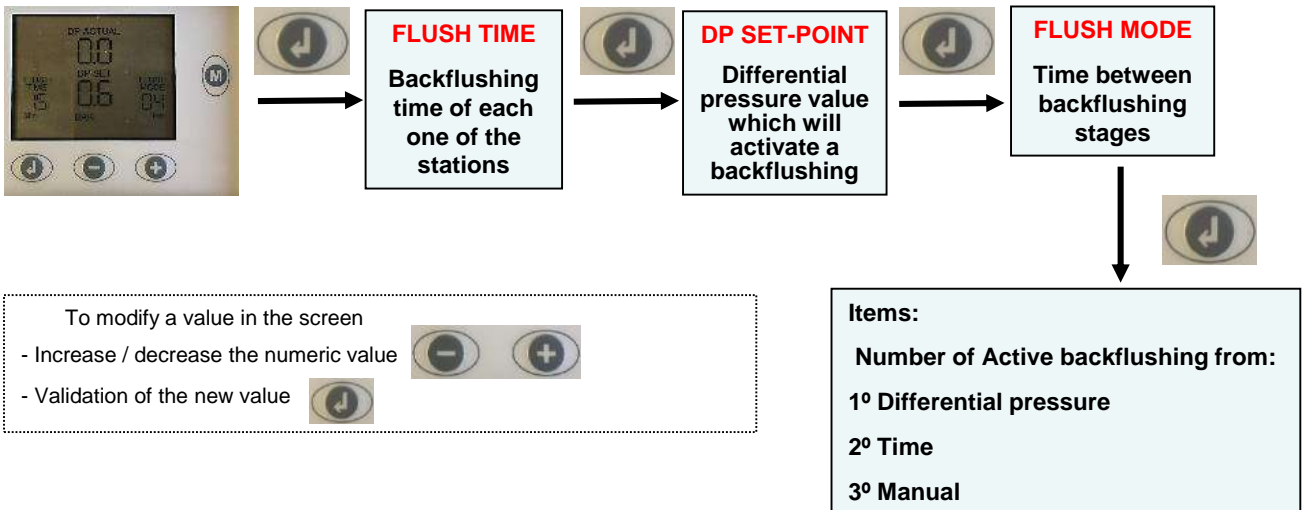 DP ACTUAL
0.0
DP SET
0.6
5
04
M
FLUSH TIME
Backflushing
time of each
one of the
stations
DP SET-POINT
Differential
pressure value
which will
activate a
backflushing
FLUSH MODE
Time between
backflushing
stages
To modify a value in the screen
- Increase / decrease the numeric value
- Validation of the new value
Items:
Number of Active backflushing from:
1º Differential pressure
2º Time
3º Manual